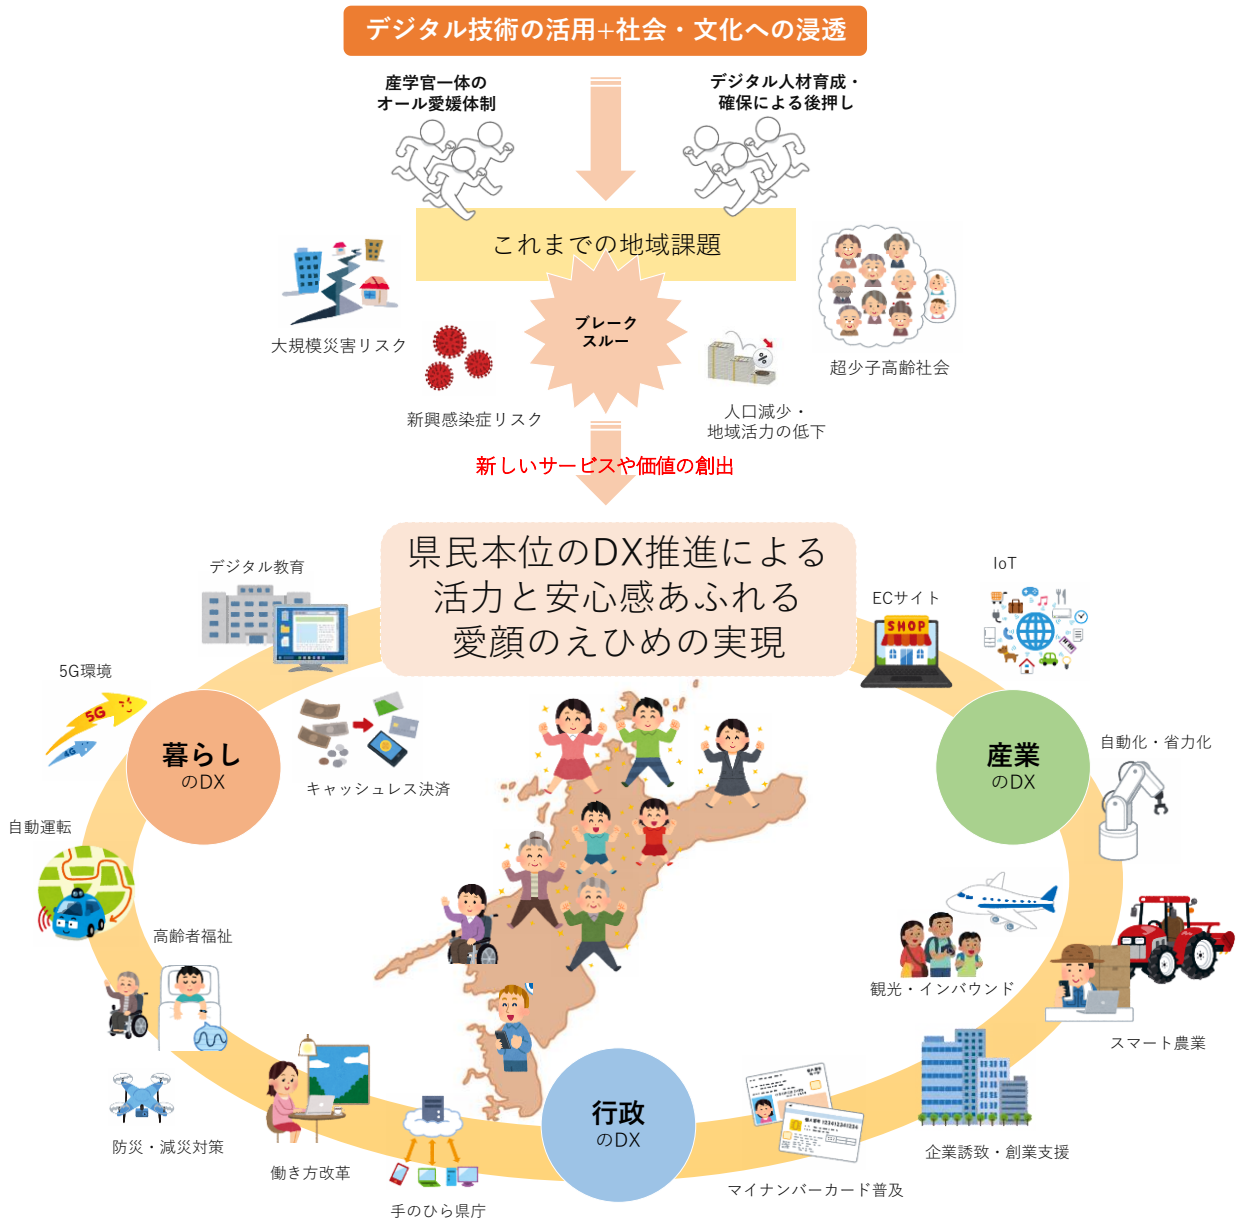 デジタル技術の活用+社会・文化への浸透
産学官一体の
オール愛媛体制
デジタル人材育成・
確保による後押し
これまでの地域課題
ブレーク
スルー
大規模災害リスク
新興感染症リスク
%
人口減少・
地域活力の低下
超少子高齢社会
新しいサービスや価値の創出
県民本位のDX推進による
活力と安心感あふれる
愛顔のえひめの実現
デジタル教育
5G環境
5G
4G
暮らし
のDX
キャッシュレス決済
自動運転
高齢者福祉
防災・減災対策
働き方改革
手のひら県庁
行政
のDX
マイナンバーカード普及
123412341234
企業誘致・創業支援
スマート農業
観光・インバウンド
自動化・省力化
産業
のDX
ECサイト
SHOP
IoT